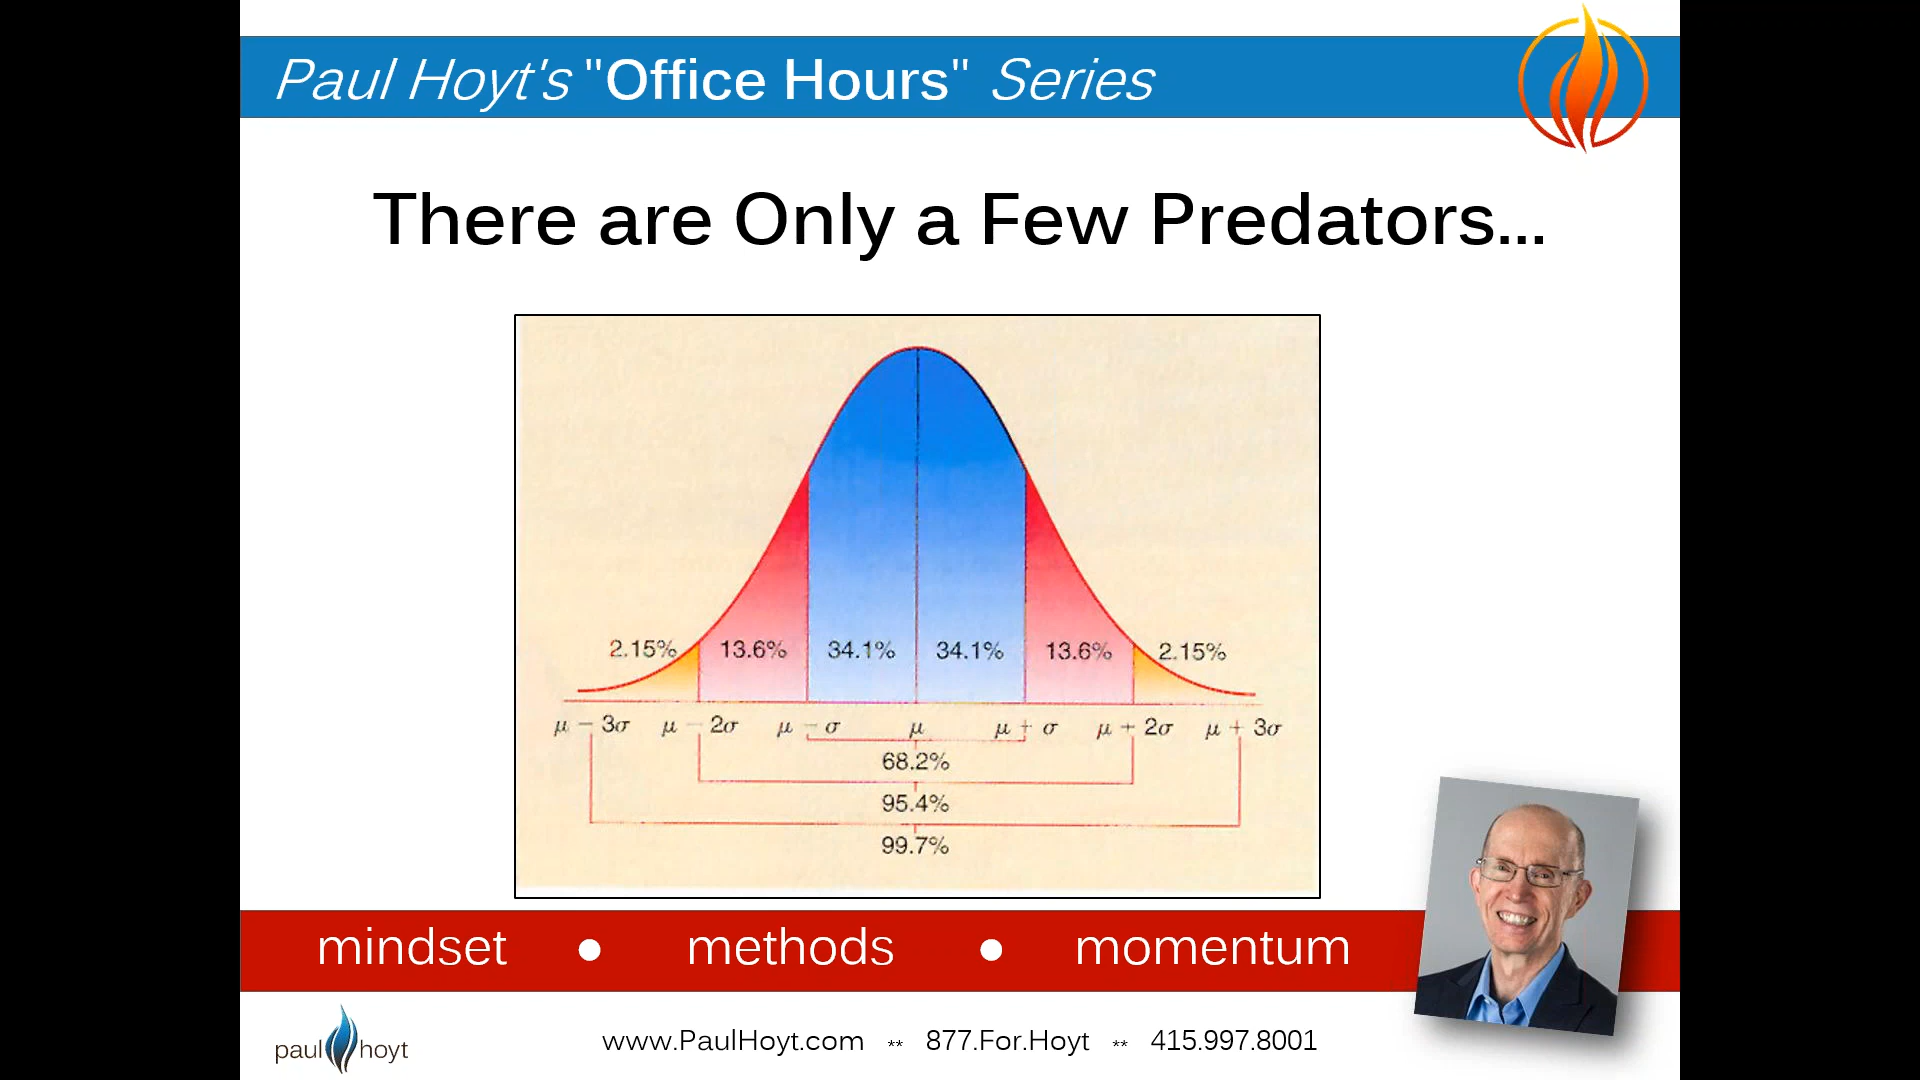 Paul Hoyt's "Office Hours" Series
There are Only a Few Predators...
2.15% 13.6% 34.1% 34.1% 13.6% 2.15%
μ − 3σ μ − 2σ μ − σ μ μ + σ μ + 2σ μ + 3σ
68.2%
95.4%
99.7%
mindset ● methods ● momentum
paul hoyt
www.PaulHoyt.com ** 877.For.Hoyt ** 415.997.8001